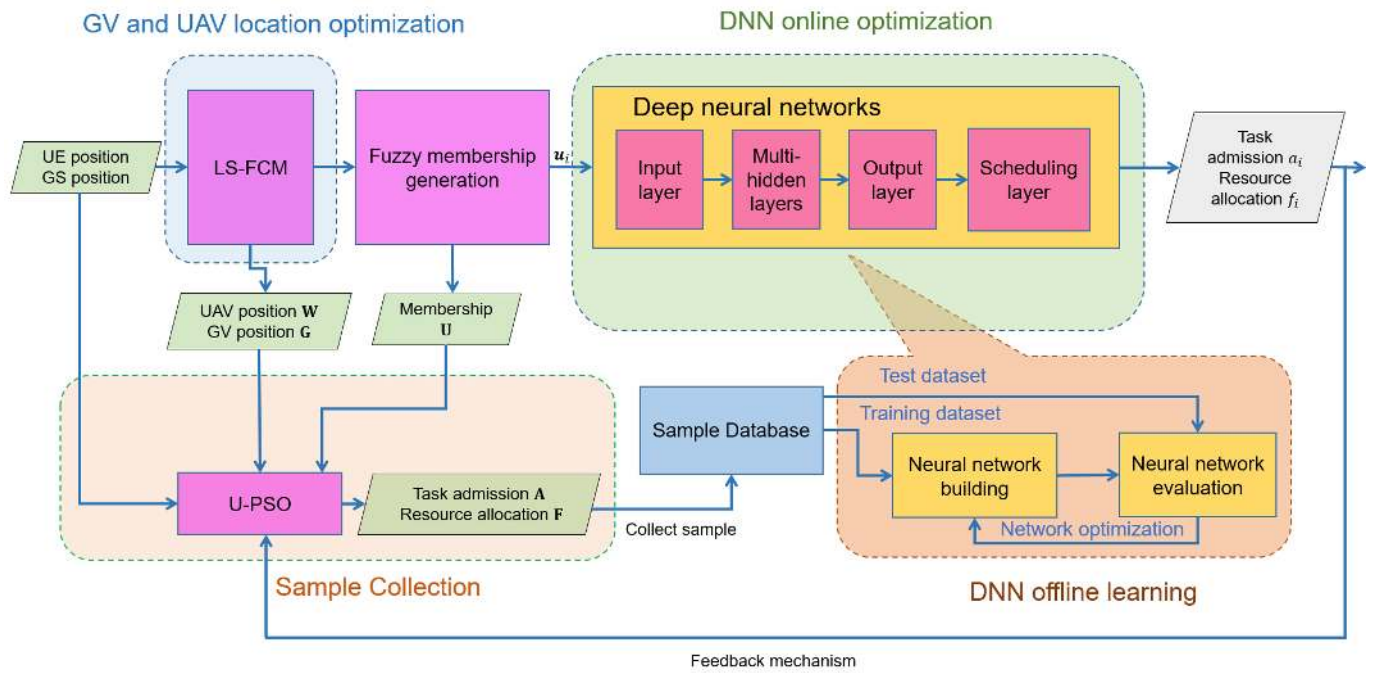 GV and UAV location optimization
DNN online optimization
UE position
GS position
LS-FCM
Fuzzy membership
generation
u_i
Deep neural networks
Input
layer
Multi-
hidden
layers
Output
layer
Scheduling
layer
Task
admission a_i
Resource
allocation f_i
UAV position W
GV position G
Membership
U
U-PSO
Task admission A
Resource allocation F
Sample Collection
Collect sample
Sample Database
Test dataset
Training dataset
Neural network
building
Neural network
evaluation
Network optimization
DNN offline learning
Feedback mechanism